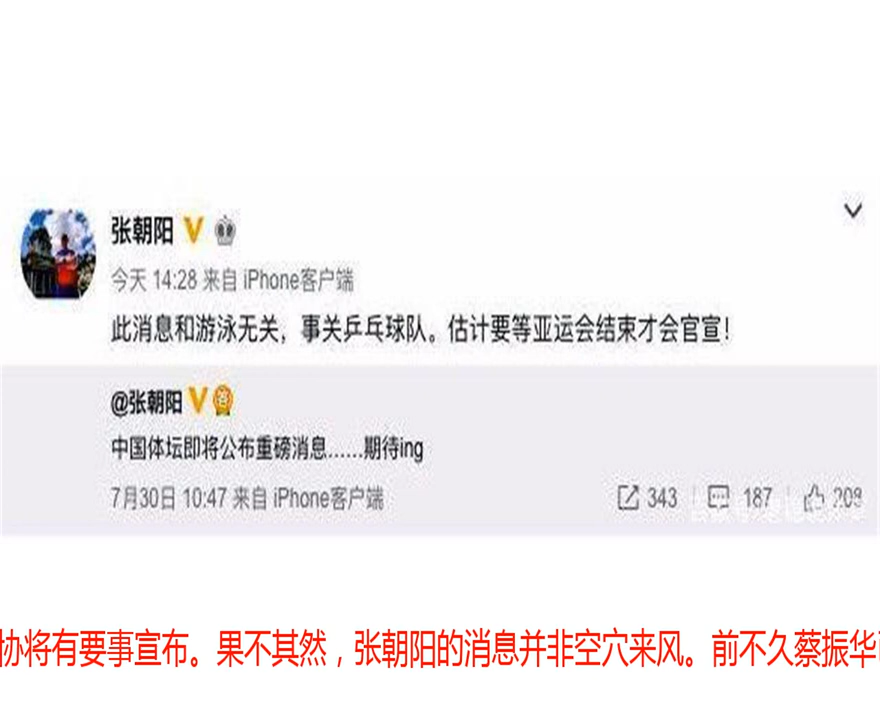 张朝阳
今天 14:28 来自 iPhone客户端
此消息和游泳无关，事关乒乓球队。估计要等亚运会结束才会官宣！
@张朝阳
中国体坛即将公布重磅消息……期待ing
7月30日 10:47 来自 iPhone客户端 343 187 208
协将有要事宣布。果不其然，张朝阳的消息并非空穴来风。前不久蔡振华